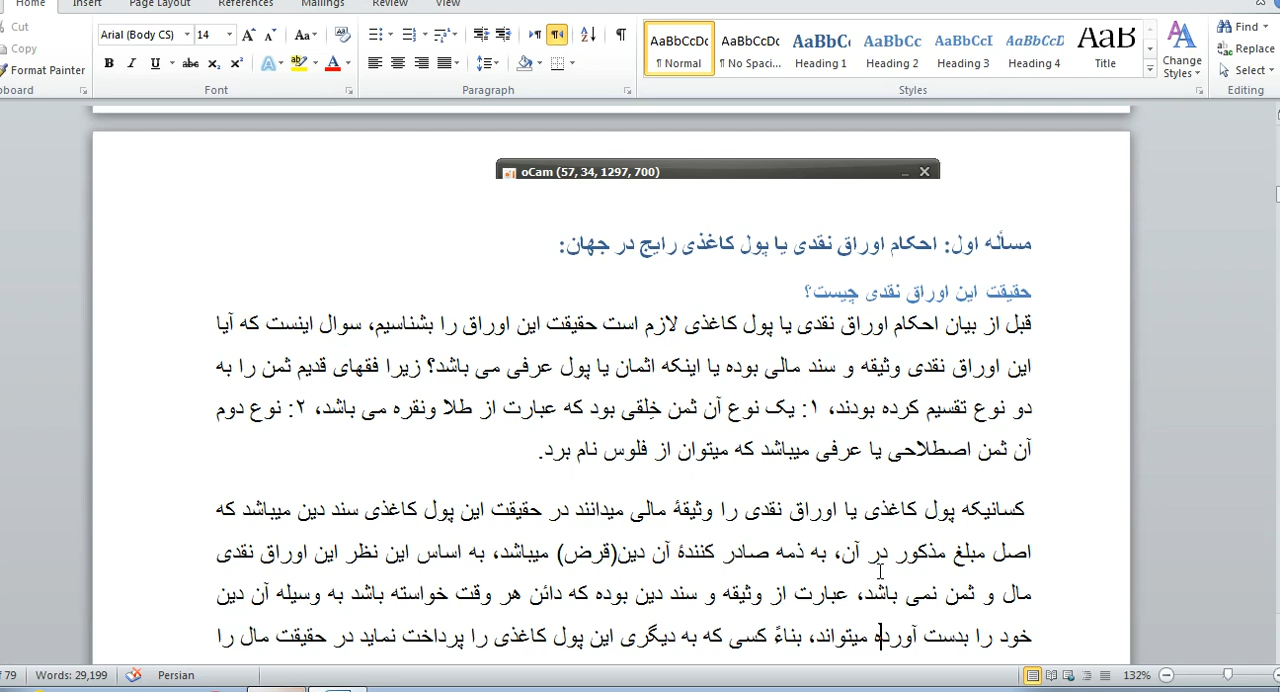 Home Insert Page Layout References Mailings Review View
Cut
Copy
Format Painter
board
Arial (Body CS) 14
Font
Paragraph
AaBbCcDc AaBbCcDc AaBbC AaBbCc AaBbCcI AaBbCcD AaB
¶ Normal ¶ No Spaci... Heading 1 Heading 2 Heading 3 Heading 4 Title
Change Styles
Styles
Find
Replace
Select
Editing
oCam (57, 34, 1297, 700)
مسأله اول: احکام اوراق نقدی یا پول کاغذی رایج در جهان:
حقیقت این اوراق نقدی چیست؟
قبل از بیان احکام اوراق نقدی یا پول کاغذی لازم است حقیقت این اوراق را بشناسیم، سوال اینست که آیا
این اوراق نقدی وثیقه و سند مالی بوده یا اینکه اثمان یا پول عرفی می باشد؟ زیرا فقهای قدیم ثمن را به
دو نوع تقسیم کرده بودند، ۱: یک نوع آن ثمن خِلقی بود که عبارت از طلا ونقره می باشد، ۲: نوع دوم
آن ثمن اصطلاحی یا عرفی میباشد که میتوان از فلوس نام برد.
کسانیکه پول کاغذی یا اوراق نقدی را وثیقۀ مالی میدانند در حقیقت این پول کاغذی سند دین میباشد که
اصل مبلغ مذکور در آن، به ذمه صادر کنندۀ آن دین(قرض) میباشد، به اساس این نظر این اوراق نقدی
مال و ثمن نمی باشد، عبارت از وثیقه و سند دین بوده که دائن هر وقت خواسته باشد به وسیله آن دین
خود را بدست آورده میتواند، بناءً کسی که به دیگری این پول کاغذی را پرداخت نماید در حقیقت مال را
f 79 Words: 29,199 Persian 132%